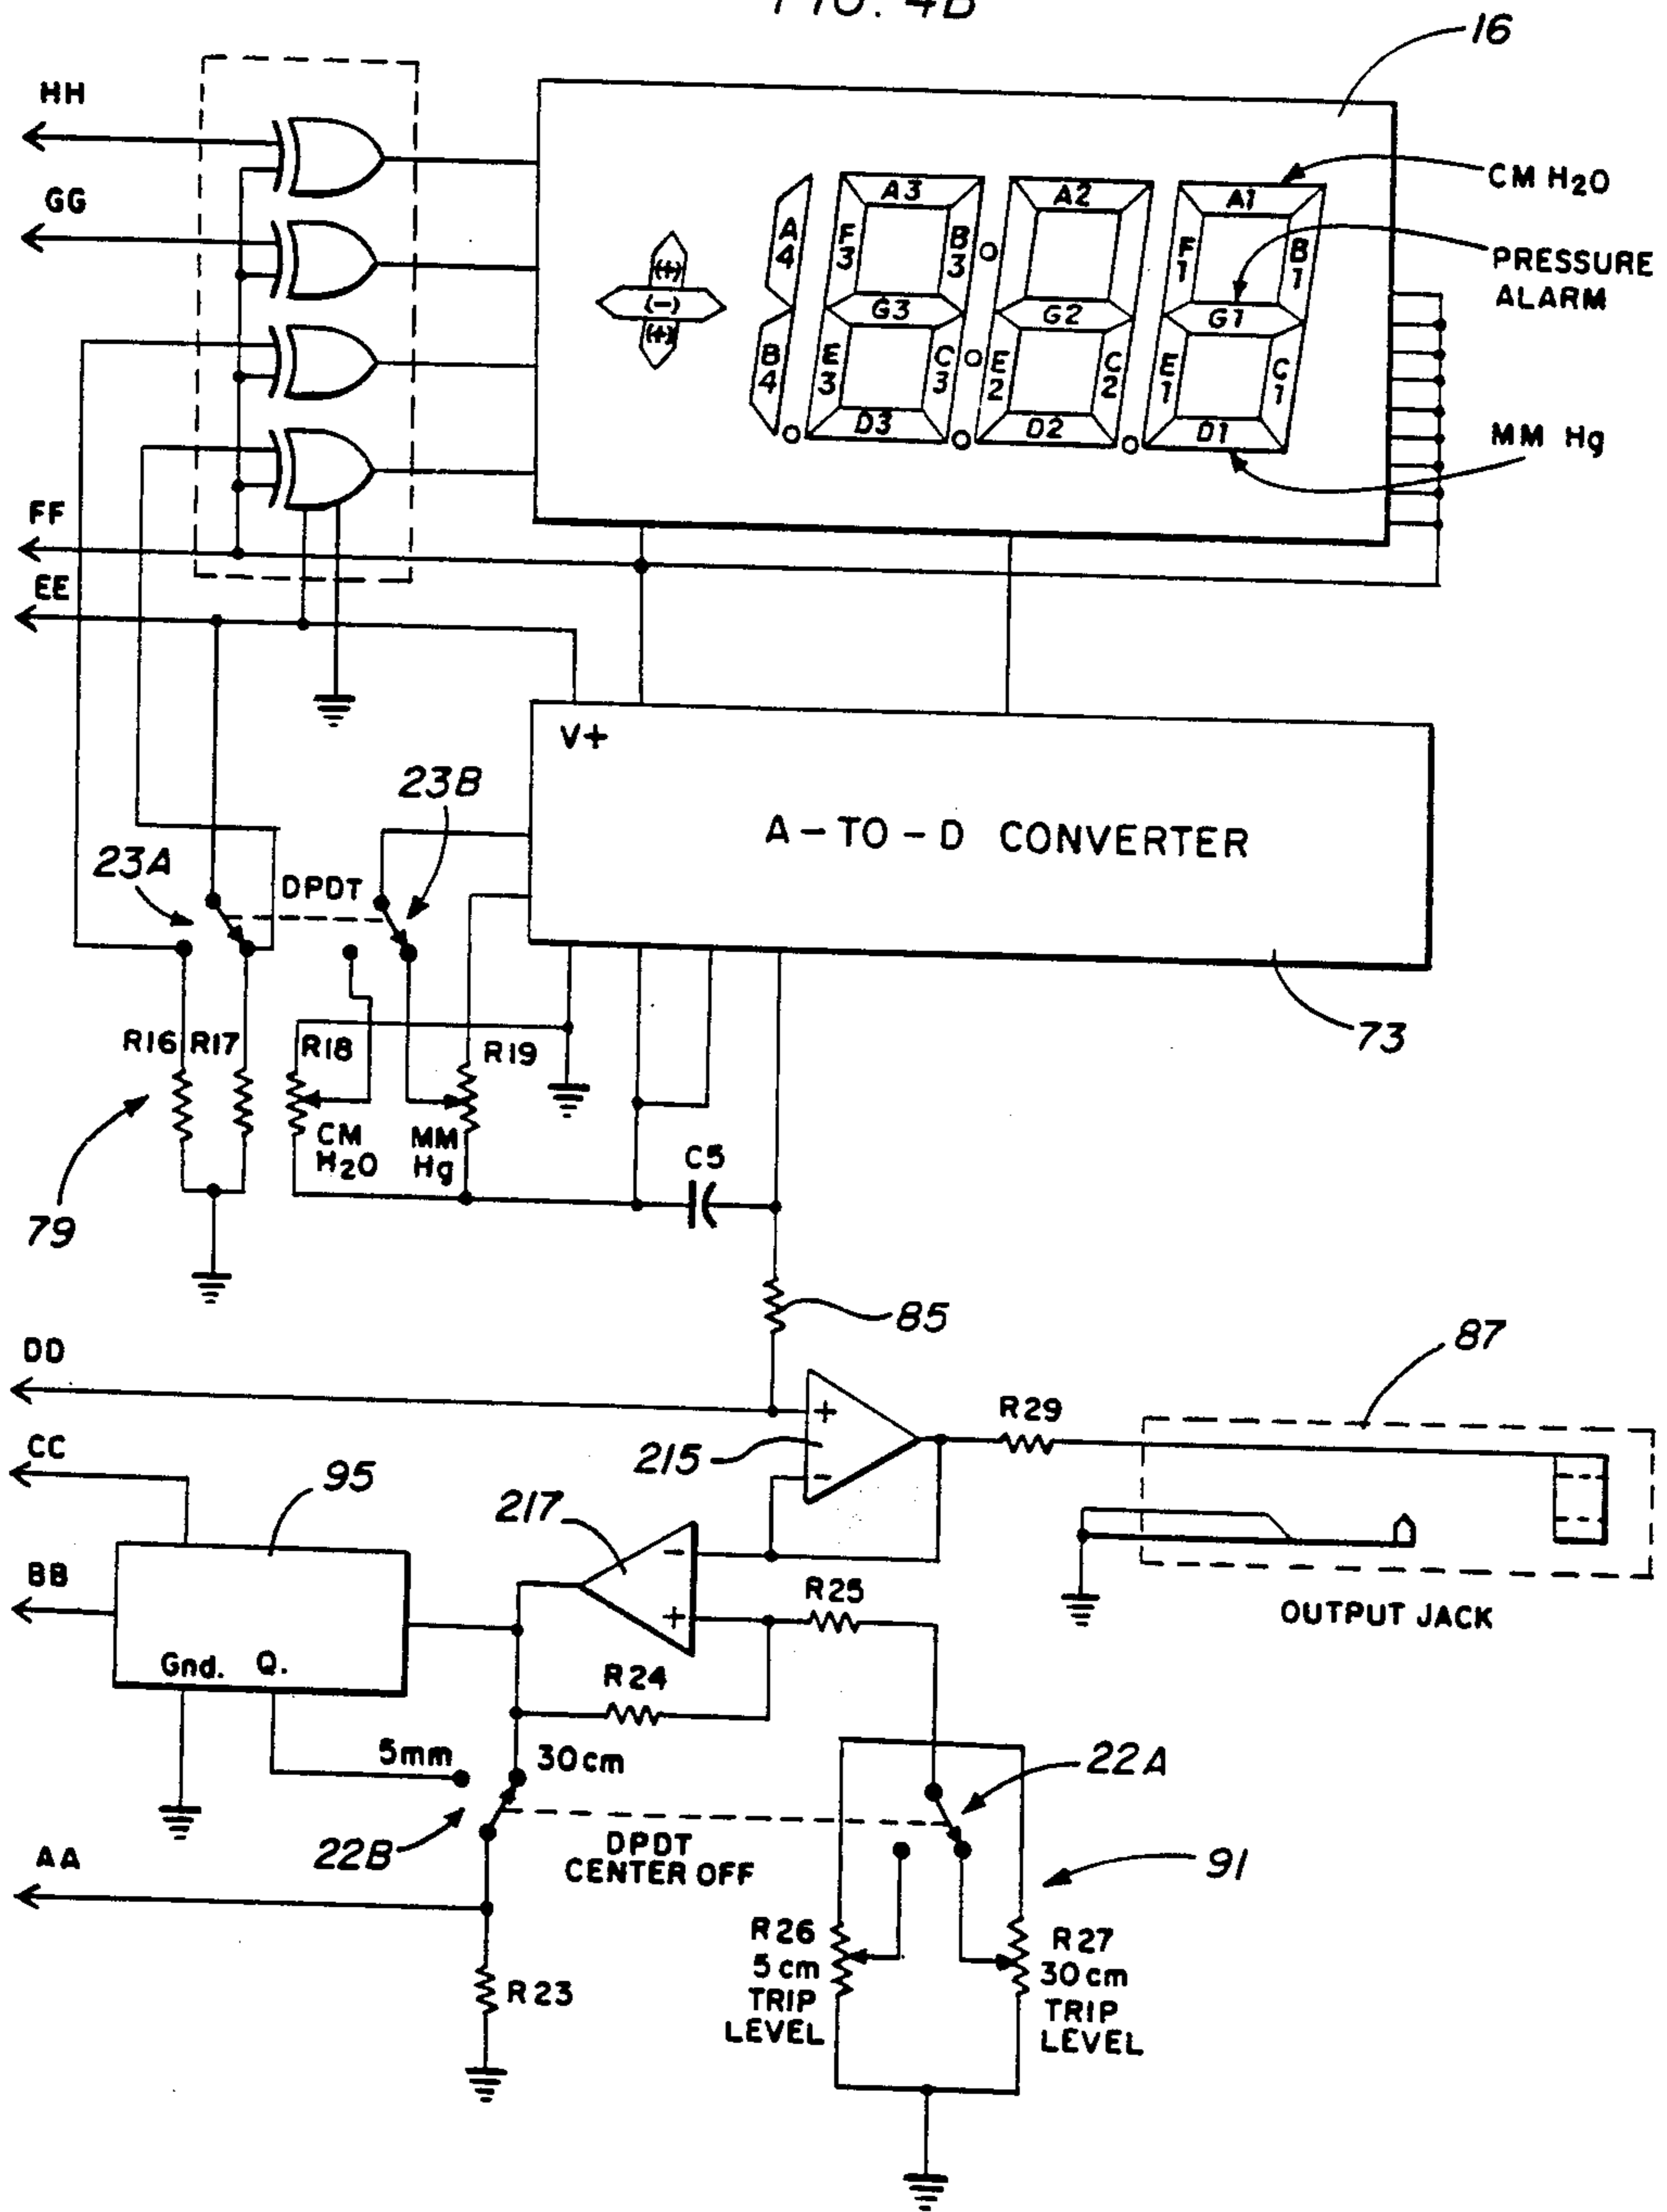 FIG. 4B
16
HH
GG
FF
EE
CM H2O
PRESSURE
ALARM
MM Hg
(+)
(-)
(+)
A4
B4
A3
F3
B3
G3
E3
C3
D3
A2
G2
E2
C2
D2
A1
F1
B1
G1
E1
C1
D1
V+
A-TO-D CONVERTER
73
23A
DPDT
23B
R16
R17
R18
R19
CM
H2O
MM
Hg
C5
79
85
DD
CC
BB
AA
+
-
215
R29
87
OUTPUT JACK
95
217
-
+
R25
R24
Gnd.
Q.
5mm
30cm
22B
22A
DPDT
CENTER OFF
91
R23
R26
5cm
TRIP
LEVEL
R27
30cm
TRIP
LEVEL